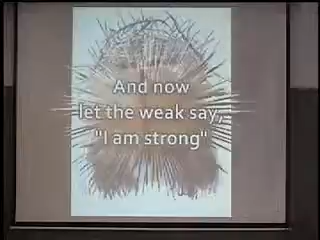 And now
let the weak say,
"I am strong"